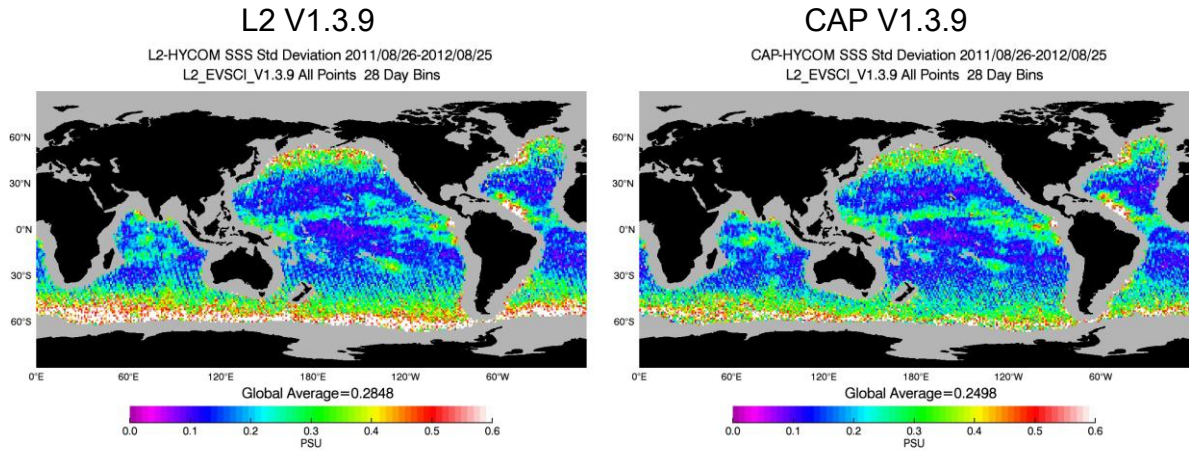 L2 V1.3.9
L2-HYCOM SSS Std Deviation 2011/08/26-2012/08/25
L2_EVSCI_V1.3.9 All Points 28 Day Bins
60°N
30°N
0°N
30°S
60°S
0°E
60°E
120°E
180°E
120°W
60°W
Global Average=0.2848
0.0
0.1
0.2
0.3
0.4
0.5
0.6
PSU
CAP V1.3.9
CAP-HYCOM SSS Std Deviation 2011/08/26-2012/08/25
L2_EVSCI_V1.3.9 All Points 28 Day Bins
60°N
30°N
0°N
30°S
60°S
0°E
60°E
120°E
180°E
120°W
60°W
Global Average=0.2498
0.0
0.1
0.2
0.3
0.4
0.5
0.6
PSU